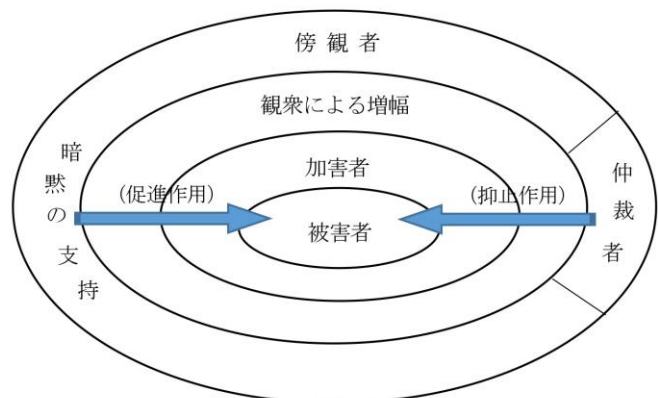 傍観者
観衆による増幅
加害者
被害者
暗黙の支持
(促進作用)
(抑止作用)
仲裁者